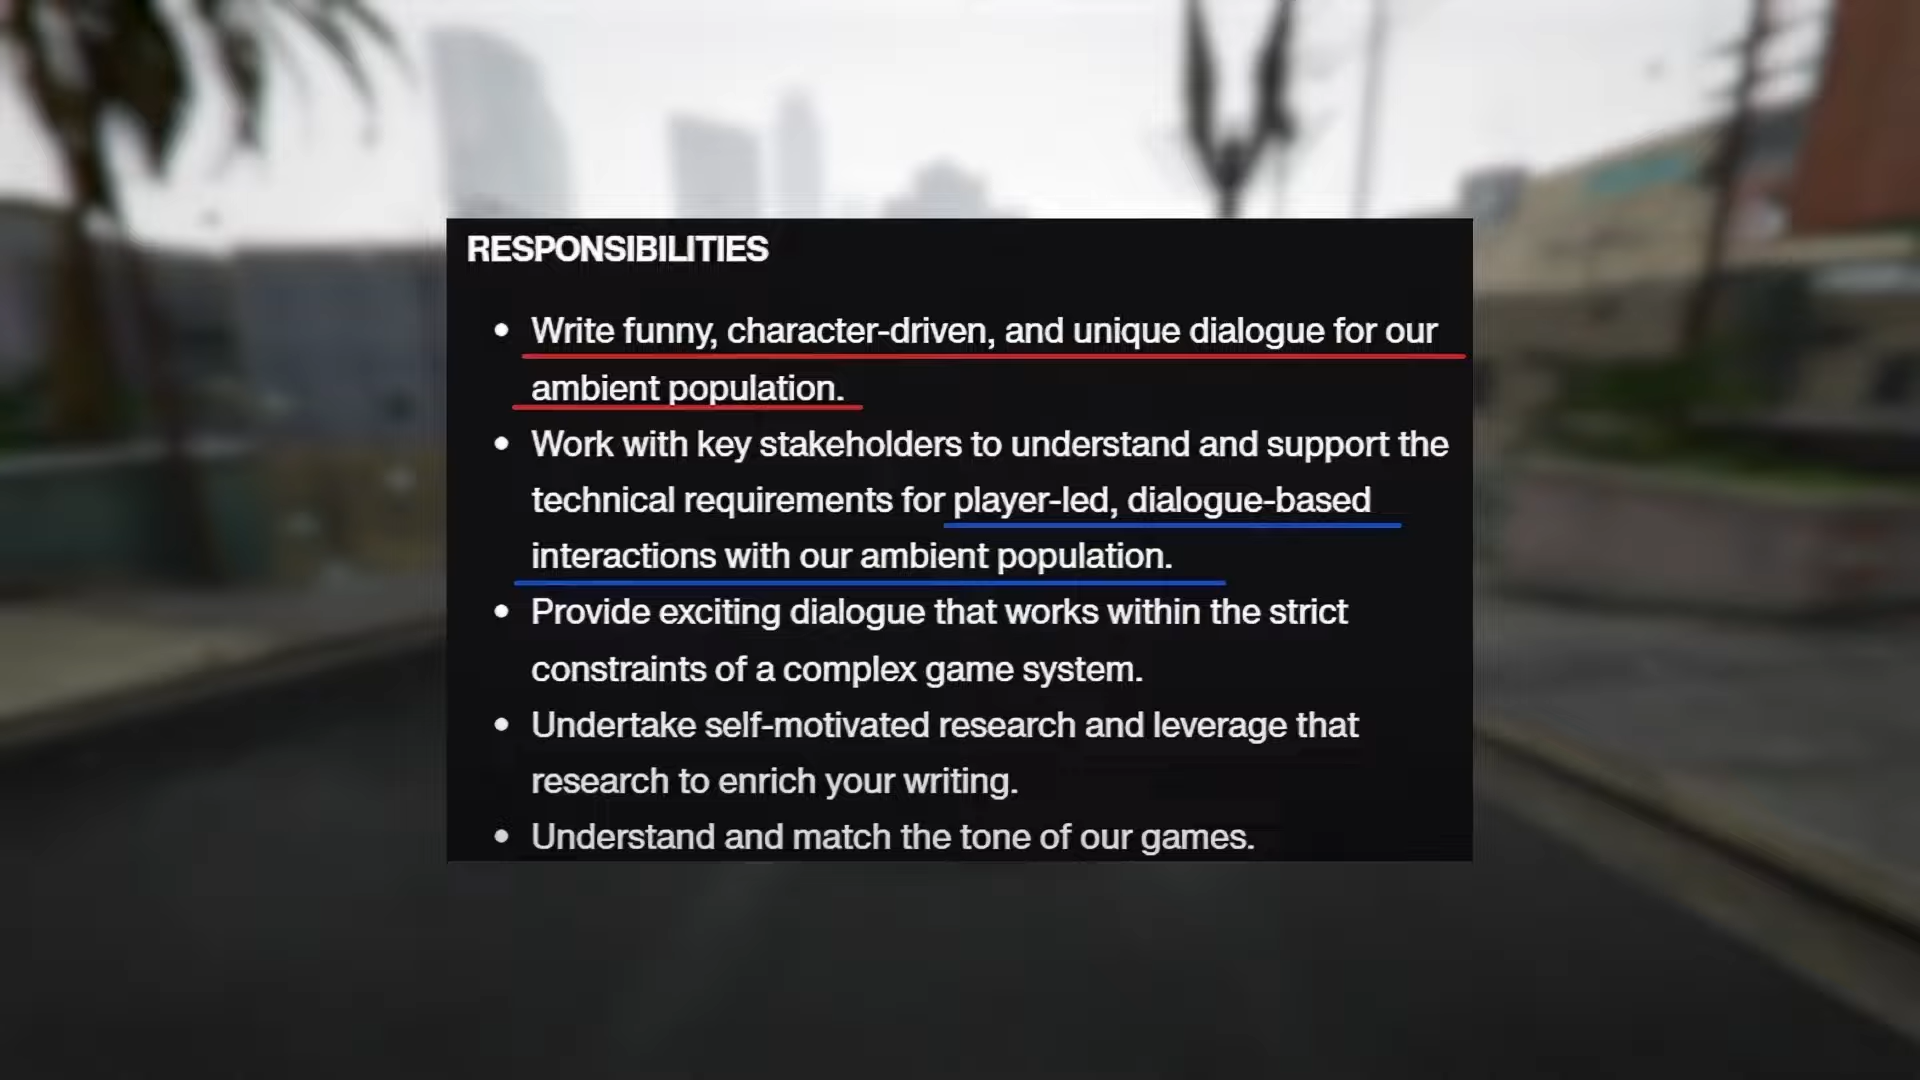 RESPONSIBILITIES
• Write funny, character-driven, and unique dialogue for our
ambient population.
• Work with key stakeholders to understand and support the
technical requirements for player-led, dialogue-based
interactions with our ambient population.
• Provide exciting dialogue that works within the strict
constraints of a complex game system.
• Undertake self-motivated research and leverage that
research to enrich your writing.
• Understand and match the tone of our games.